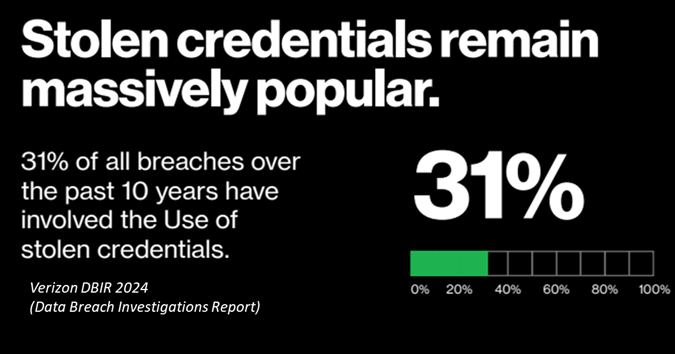 Stolen credentials remain
massively popular.
31% of all breaches over
the past 10 years have
involved the Use of
stolen credentials.
Verizon DBIR 2024
(Data Breach Investigations Report)
31%
0% 20% 40% 60% 80% 100%